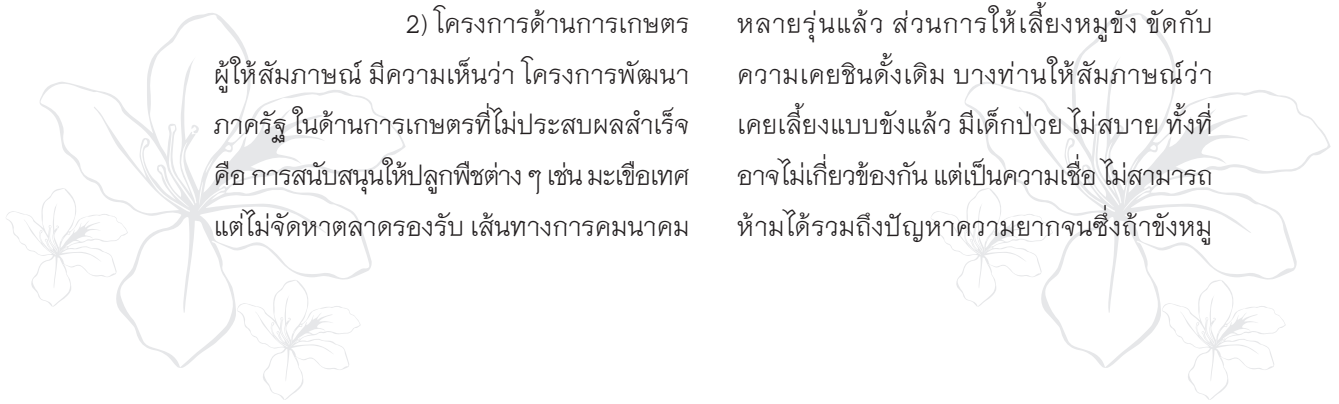 2) โครงการด้านการเกษตร
ผู้ให้สัมภาษณ์ มีความเห็นว่า โครงการพัฒนา
ภาครัฐ ในด้านการเกษตรที่ไม่ประสบผลสำเร็จ
คือ การสนับสนุนให้ปลูกพืชต่าง ๆ เช่น มะเขือเทศ
แต่ไม่จัดหาตลาดรองรับ เส้นทางการคมนาคม
หลายรุ่นแล้ว ส่วนการให้เลี้ยงหมูขัง ขัดกับ
ความเคยชินดั้งเดิม บางท่านให้สัมภาษณ์ว่า
เคยเลี้ยงแบบขังแล้ว มีเด็กป่วย ไม่สบาย ทั้งที่
อาจไม่เกี่ยวข้องกัน แต่เป็นความเชื่อ ไม่สามารถ
ห้ามได้รวมถึงปัญหาความยากจนซึ่งถ้าขังหมู